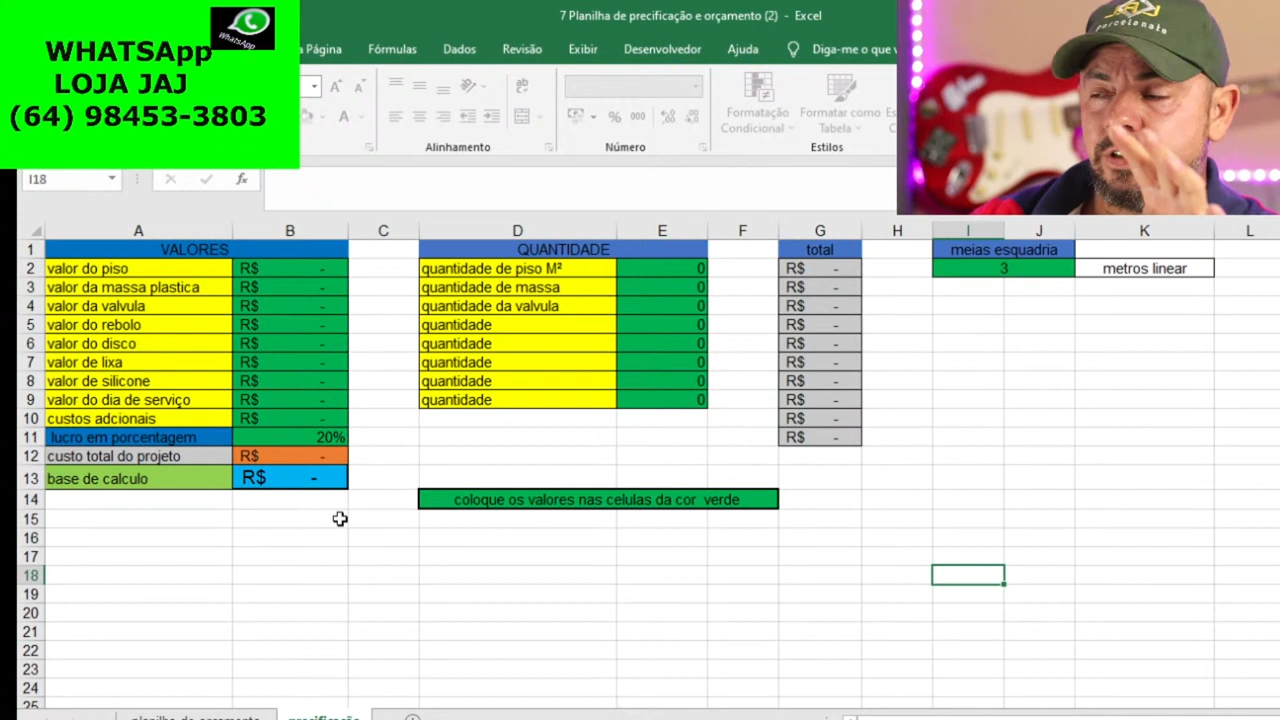 WHATSApp
WhatsApp
LOJA JAJ
(64) 98453-3803
7 Planilha de precificação e orçamento (2) - Excel
a Página Fórmulas Dados Revisão Exibir Desenvolvedor Ajuda Diga-me o que v
Parcelanato
Formatação Condicional
Formatar como Tabela
Alinhamento
Número
Estilos
I18
fx
A B C D E F G H I J K L
1 VALORES QUANTIDADE total meias esquadria
2 valor do piso R$ - quantidade de piso M² 0 R$ - 3 metros linear
3 valor da massa plastica R$ - quantidade de massa 0 R$ -
4 valor da valvula R$ - quantidade da valvula 0 R$ -
5 valor do rebolo R$ - quantidade 0 R$ -
6 valor do disco R$ - quantidade 0 R$ -
7 valor de lixa R$ - quantidade 0 R$ -
8 valor de silicone R$ - quantidade 0 R$ -
9 valor do dia de serviço R$ - quantidade 0 R$ -
10 custos adcionais R$ - R$ -
11 lucro em porcentagem 20% R$ -
12 custo total do projeto R$ -
13 base de calculo R$ -
14 coloque os valores nas celulas da cor verde
15
16
17
18
19
20
21
22
23
24
25
planilha de orçamento precificação